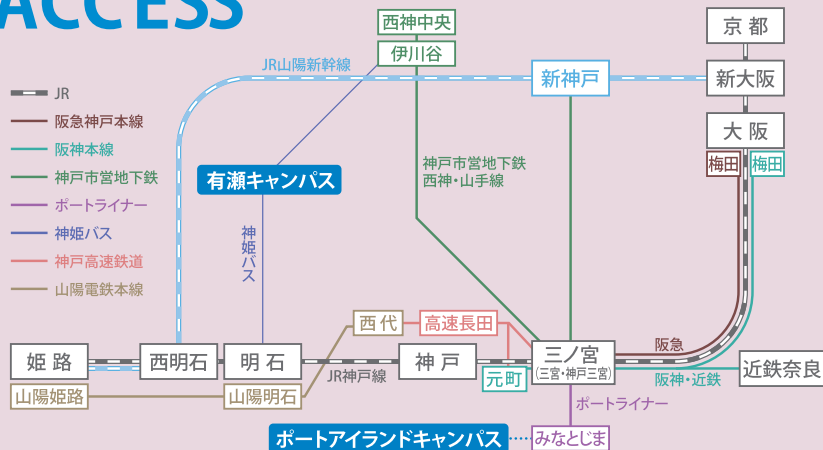 ACCESS
西神中央
伊川谷
京都
JR山陽新幹線
新神戸
新大阪
JR
阪急神戸本線
阪神本線
神戸市営地下鉄
ポートライナー
神姫バス
神戸高速鉄道
山陽電鉄本線
大阪
梅田
梅田
有瀬キャンパス
神戸市営地下鉄
西神・山手線
神姫バス
西代
高速長田
姫路
西明石
明石
JR神戸線
神戸
三ノ宮
(三宮・神戸三宮)
阪急
阪神・近鉄
近鉄奈良
元町
山陽姫路
山陽明石
ポートライナー
ポートアイランドキャンパス
みなとじま